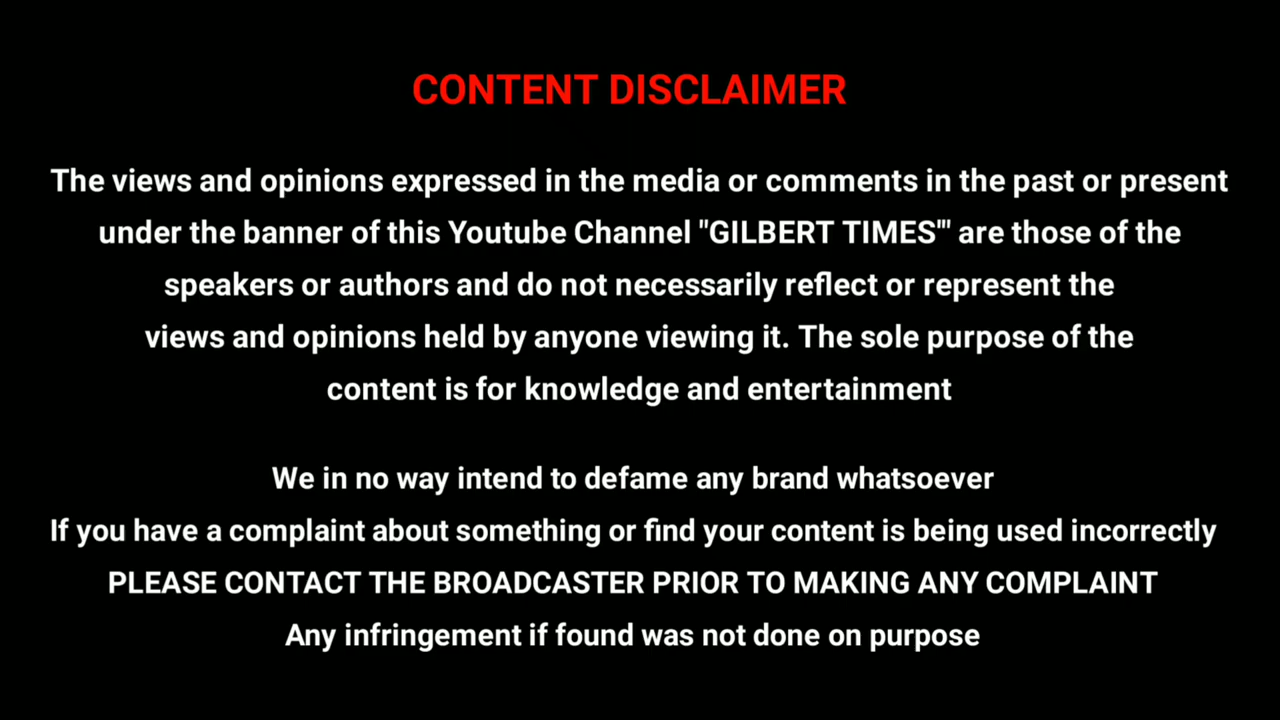 CONTENT DISCLAIMER
The views and opinions expressed in the media or comments in the past or present
under the banner of this Youtube Channel "GILBERT TIMES'" are those of the
speakers or authors and do not necessarily reflect or represent the
views and opinions held by anyone viewing it. The sole purpose of the
content is for knowledge and entertainment
We in no way intend to defame any brand whatsoever
If you have a complaint about something or find your content is being used incorrectly
PLEASE CONTACT THE BROADCASTER PRIOR TO MAKING ANY COMPLAINT
Any infringement if found was not done on purpose